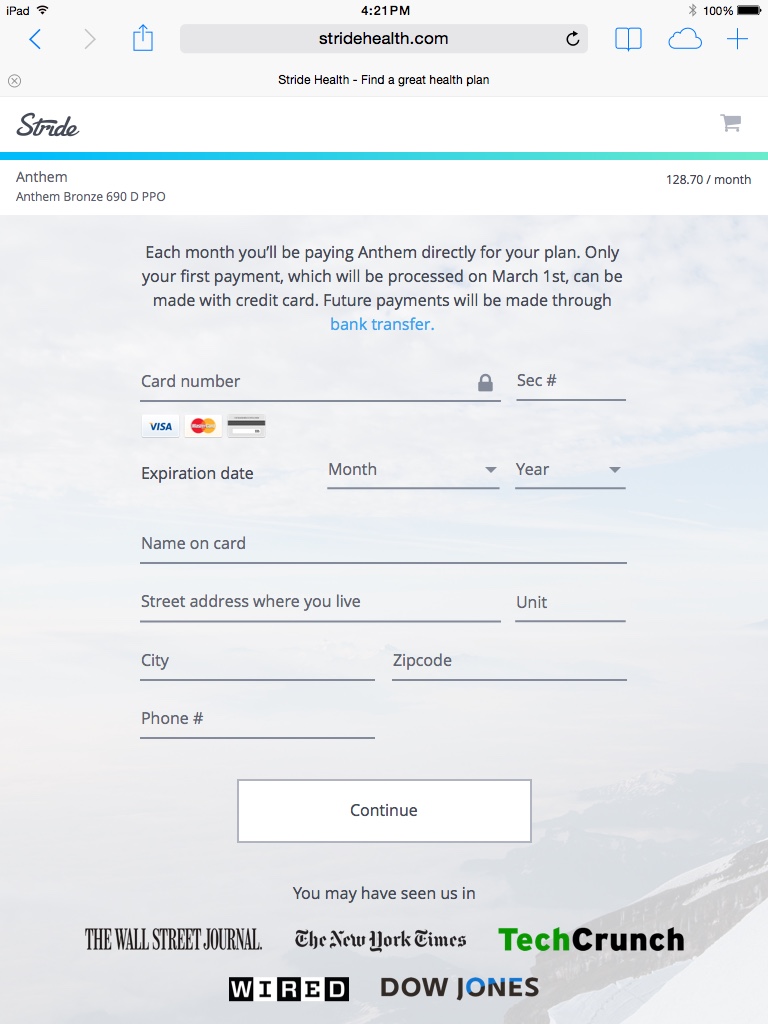 iPad 4:21PM 100%
stridehealth.com
Stride Health - Find a great health plan
Stride
Anthem
Anthem Bronze 690 D PPO
128.70 / month
Each month you’ll be paying Anthem directly for your plan. Only
your first payment, which will be processed on March 1st, can be
made with credit card. Future payments will be made through
bank transfer.
Card number Sec #
VISA MasterCard
Expiration date Month Year
Name on card
Street address where you live Unit
City Zipcode
Phone #
Continue
You may have seen us in
THE WALL STREET JOURNAL. The New York Times TechCrunch
WIRED DOW JONES